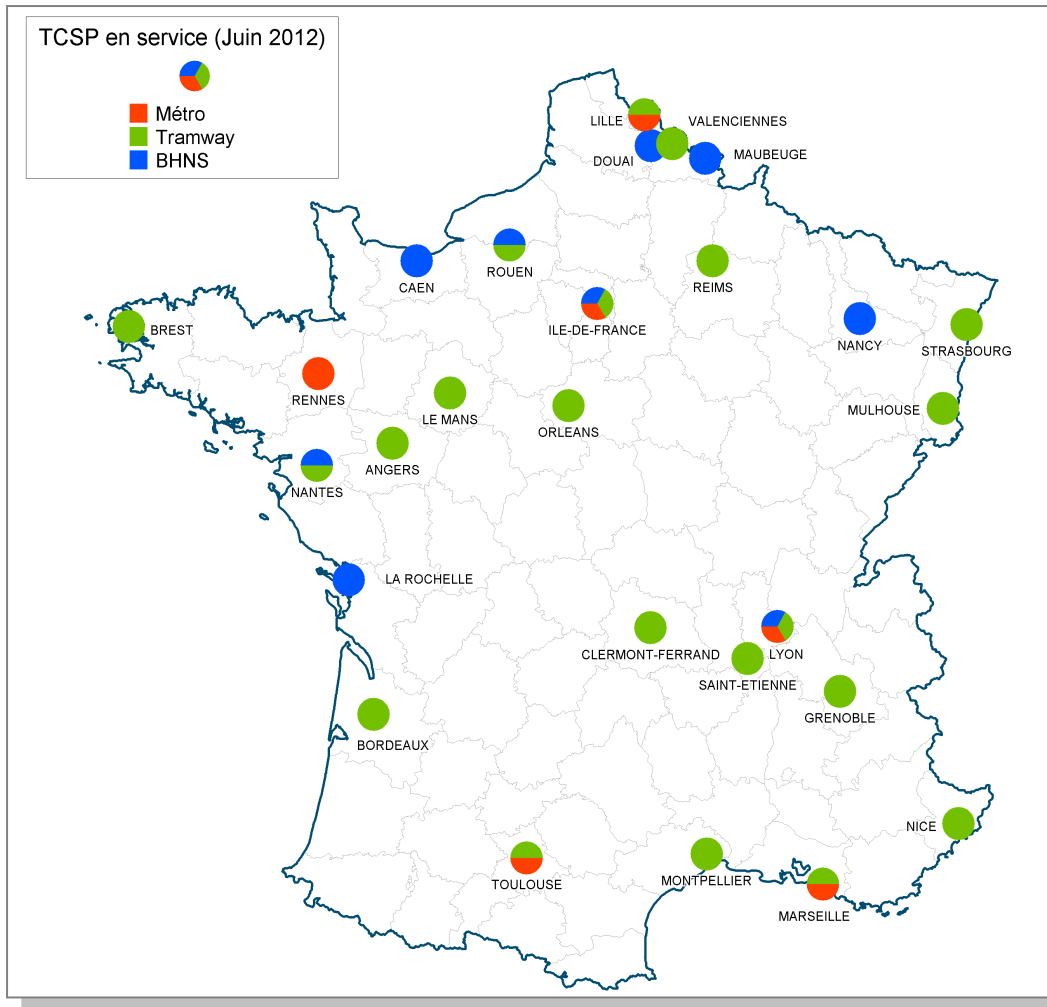 TCSP en service (Juin 2012)
Métro
Tramway
BHNS
LILLE
VALENCIENNES
DOUAI
MAUBEUGE
ROUEN
CAEN
REIMS
ILE-DE-FRANCE
BREST
NANCY
STRASBOURG
RENNES
LE MANS
ORLEANS
MULHOUSE
ANGERS
NANTES
LA ROCHELLE
CLERMONT-FERRAND
LYON
SAINT-ETIENNE
GRENOBLE
BORDEAUX
NICE
TOULOUSE
MONTPELLIER
MARSEILLE